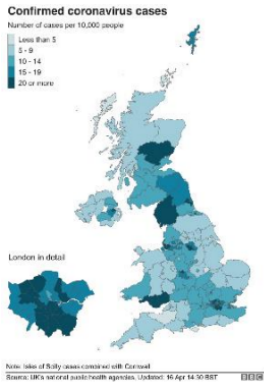 Confirmed coronavirus cases
Number of cases per 10,000 people
Less than 5
5 - 9
10 - 14
15 - 19
20 or more
London in detail
Note: Isles of Scilly cases combined with Cornwall
Source: UK's national public health agencies. Updated: 16 Apr 14:30 BST
BBC